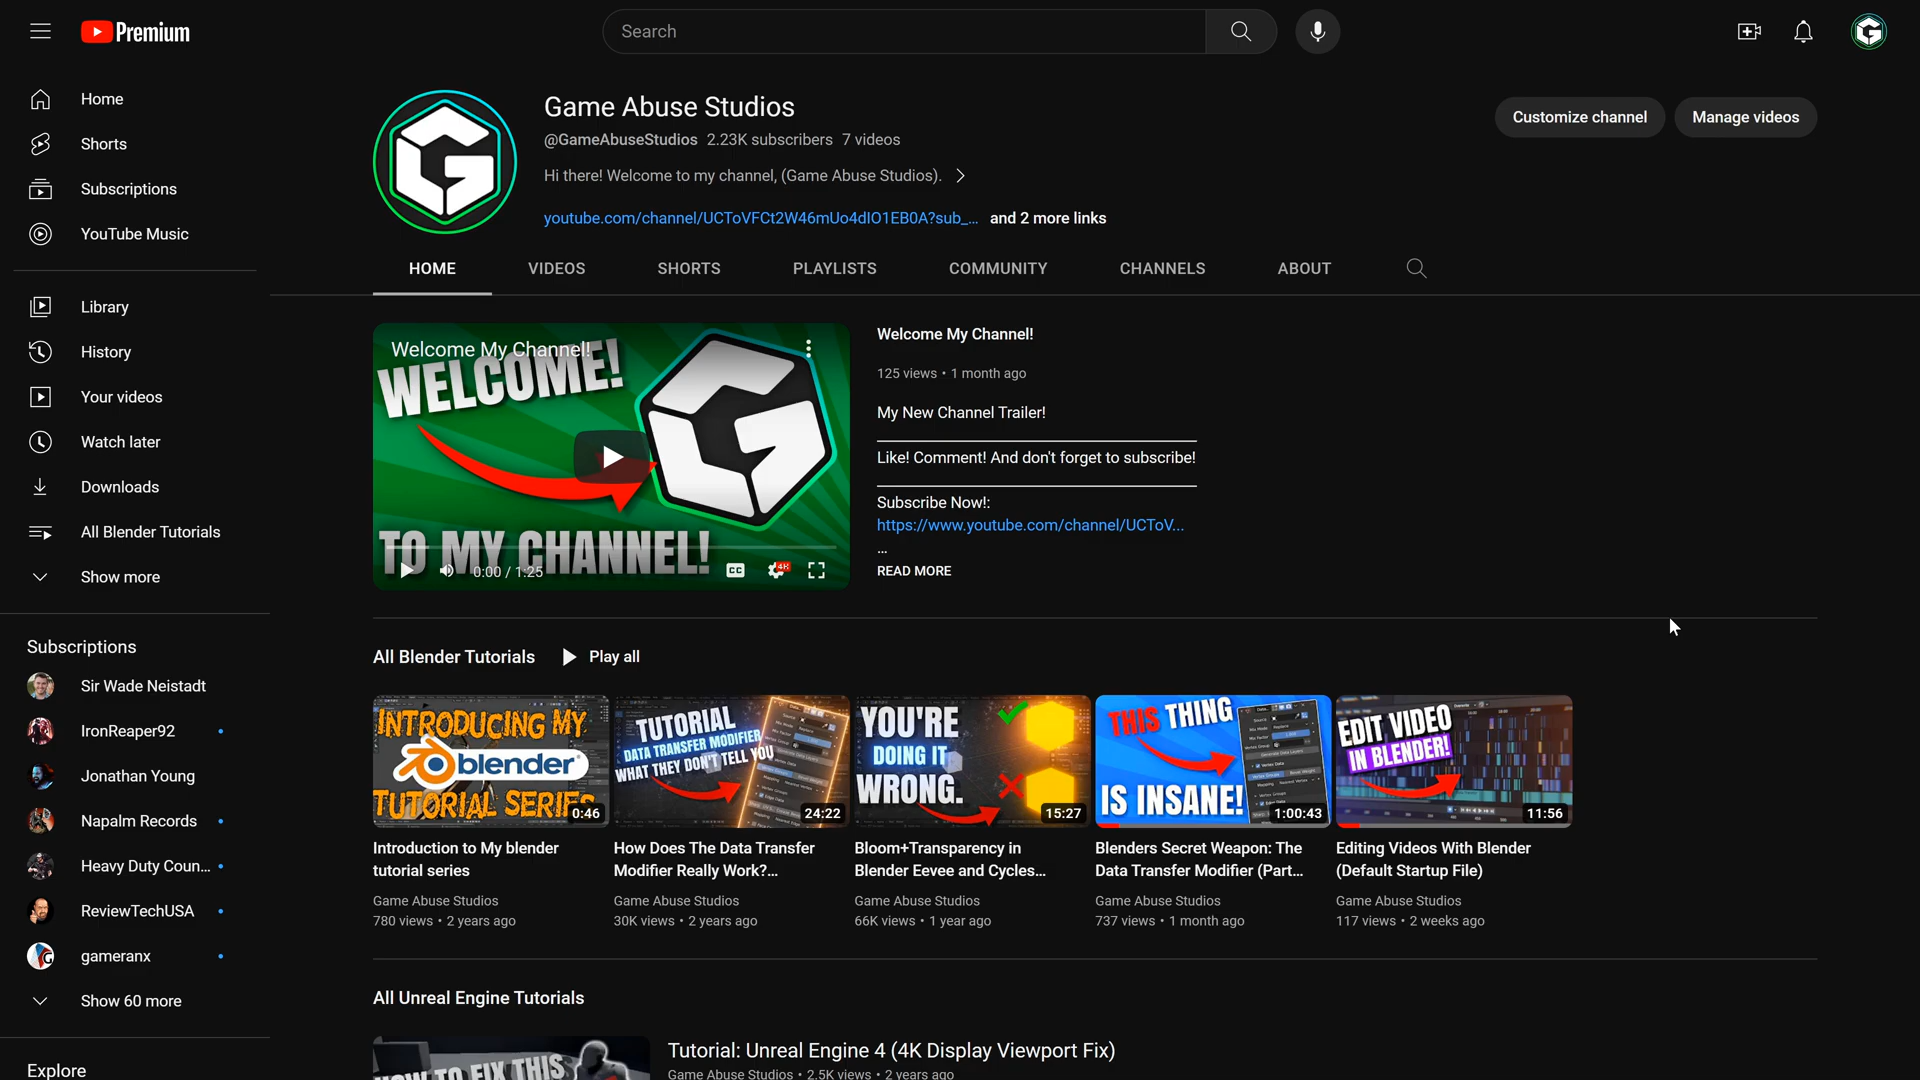 Premium
Search
Home
Shorts
Subscriptions
YouTube Music
Library
History
Your videos
Watch later
Downloads
All Blender Tutorials
Show more
Subscriptions
Sir Wade Neistadt
IronReaper92
Jonathan Young
Napalm Records
Heavy Duty Coun...
ReviewTechUSA
gameranx
Show 60 more
Explore
Game Abuse Studios
@GameAbuseStudios 2.23K subscribers 7 videos
Hi there! Welcome to my channel, (Game Abuse Studios).
youtube.com/channel/UCToVFCt2W46mUo4dIO1EB0A?sub_... and 2 more links
Customize channel
Manage videos
HOME VIDEOS SHORTS PLAYLISTS COMMUNITY CHANNELS ABOUT
Welcome My Channel!
WELCOME!
TO MY CHANNEL!
0:00 / 1:25
CC
4K
Welcome My Channel!
125 views • 1 month ago
My New Channel Trailer!
Like! Comment! And don't forget to subscribe!
Subscribe Now!:
https://www.youtube.com/channel/UCToV...
...
READ MORE
All Blender Tutorials
Play all
INTRODUCING MY
blender
TUTORIAL SERIES
0:46
Introduction to My blender
tutorial series
Game Abuse Studios
780 views • 2 years ago
TUTORIAL
DATA TRANSFER MODIFIER
WHAT THEY DON'T TELL YOU
24:22
How Does The Data Transfer
Modifier Really Work?...
Game Abuse Studios
30K views • 2 years ago
YOU'RE
DOING IT
WRONG.
15:27
Bloom+Transparency in
Blender Eevee and Cycles...
Game Abuse Studios
66K views • 1 year ago
THIS THING
IS INSANE!
1:00:43
Blenders Secret Weapon: The
Data Transfer Modifier (Part...
Game Abuse Studios
737 views • 1 month ago
EDIT VIDEO
IN BLENDER!
11:56
Editing Videos With Blender
(Default Startup File)
Game Abuse Studios
117 views • 2 weeks ago
All Unreal Engine Tutorials
HOW TO FIX THIS
Tutorial: Unreal Engine 4 (4K Display Viewport Fix)
Game Abuse Studios • 2.5K views • 2 years ago